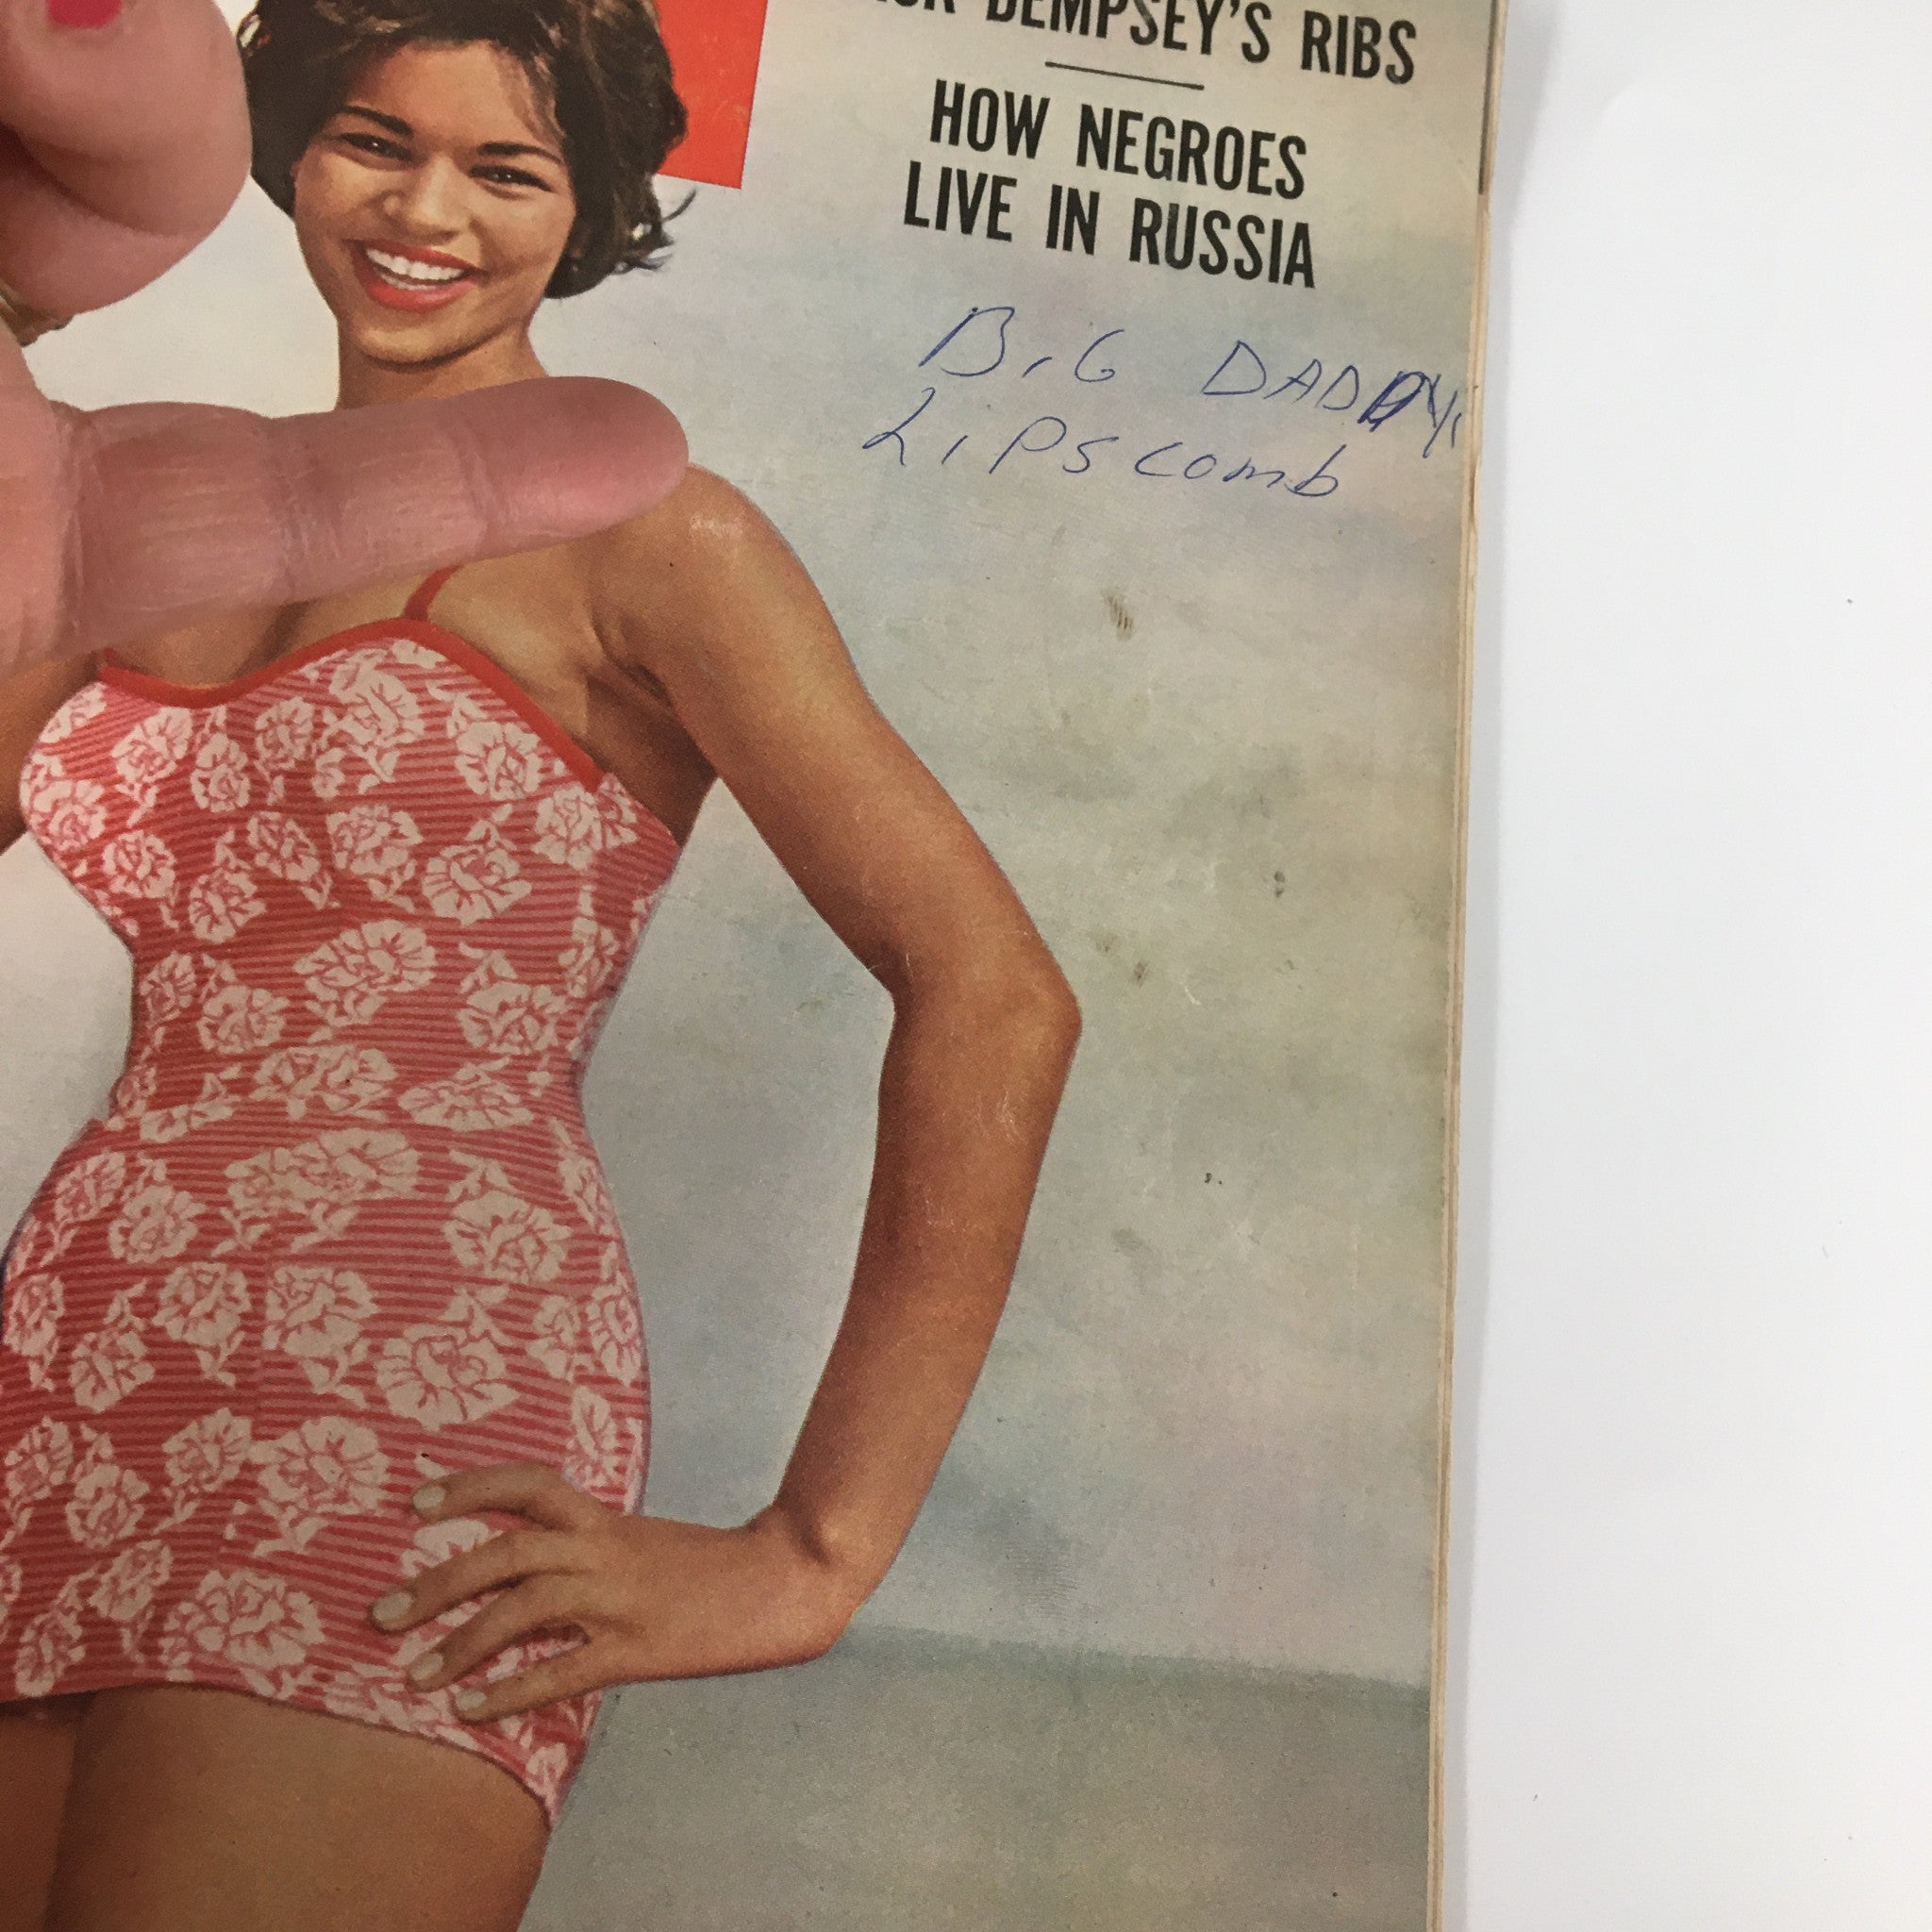 DEMPSEY'S RIBS
HOW NEGROES
LIVE IN RUSSIA
BIG DADDY
LIPSComb